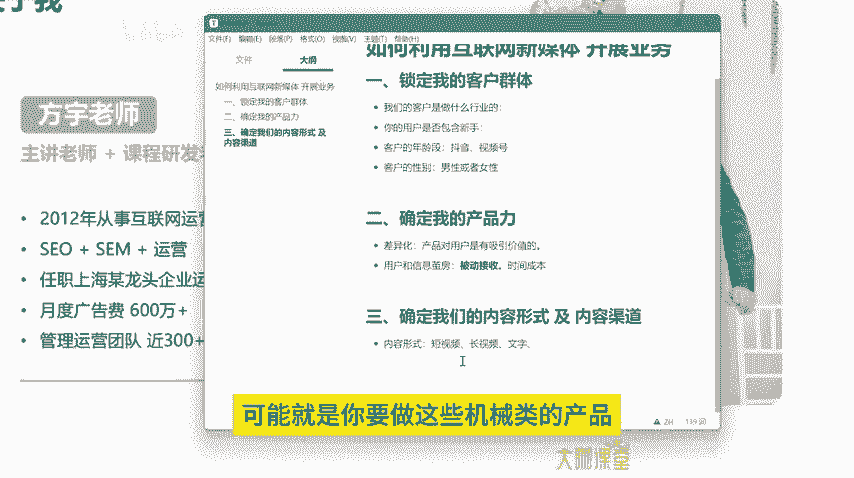 方宇老师
主讲老师 + 课程研发
• 2012年从事互联网运营
• SEO + SEM + 运营
• 任职上海某龙头企业运
• 月度广告费 600万+
• 管理运营团队 近300+
文件(F) 编辑(E) 段落(P) 格式(O) 视图(V) 主题(T) 帮助(H)
文件 大纲
如何利用互联网新媒体 开展业务
一、锁定我的客户群体
二、确定我的产品力
三、确定我们的内容形式 及
内容渠道
如何利用互联网新媒体 开展业务
一、锁定我的客户群体
• 我们的客户是做什么行业的:
• 你的用户是否包含新手:
• 客户的年龄段: 抖音、视频号
• 客户的性别: 男性或者女性
二、确定我的产品力
• 差异化: 产品对用户是有吸引价值的。
• 用户和信息茧房: 被动接收。时间成本
三、确定我们的内容形式 及 内容渠道
• 内容形式: 短视频、长视频、文字、
ZH 139 词
可能就是你要做这些机械类的产品
大师课堂